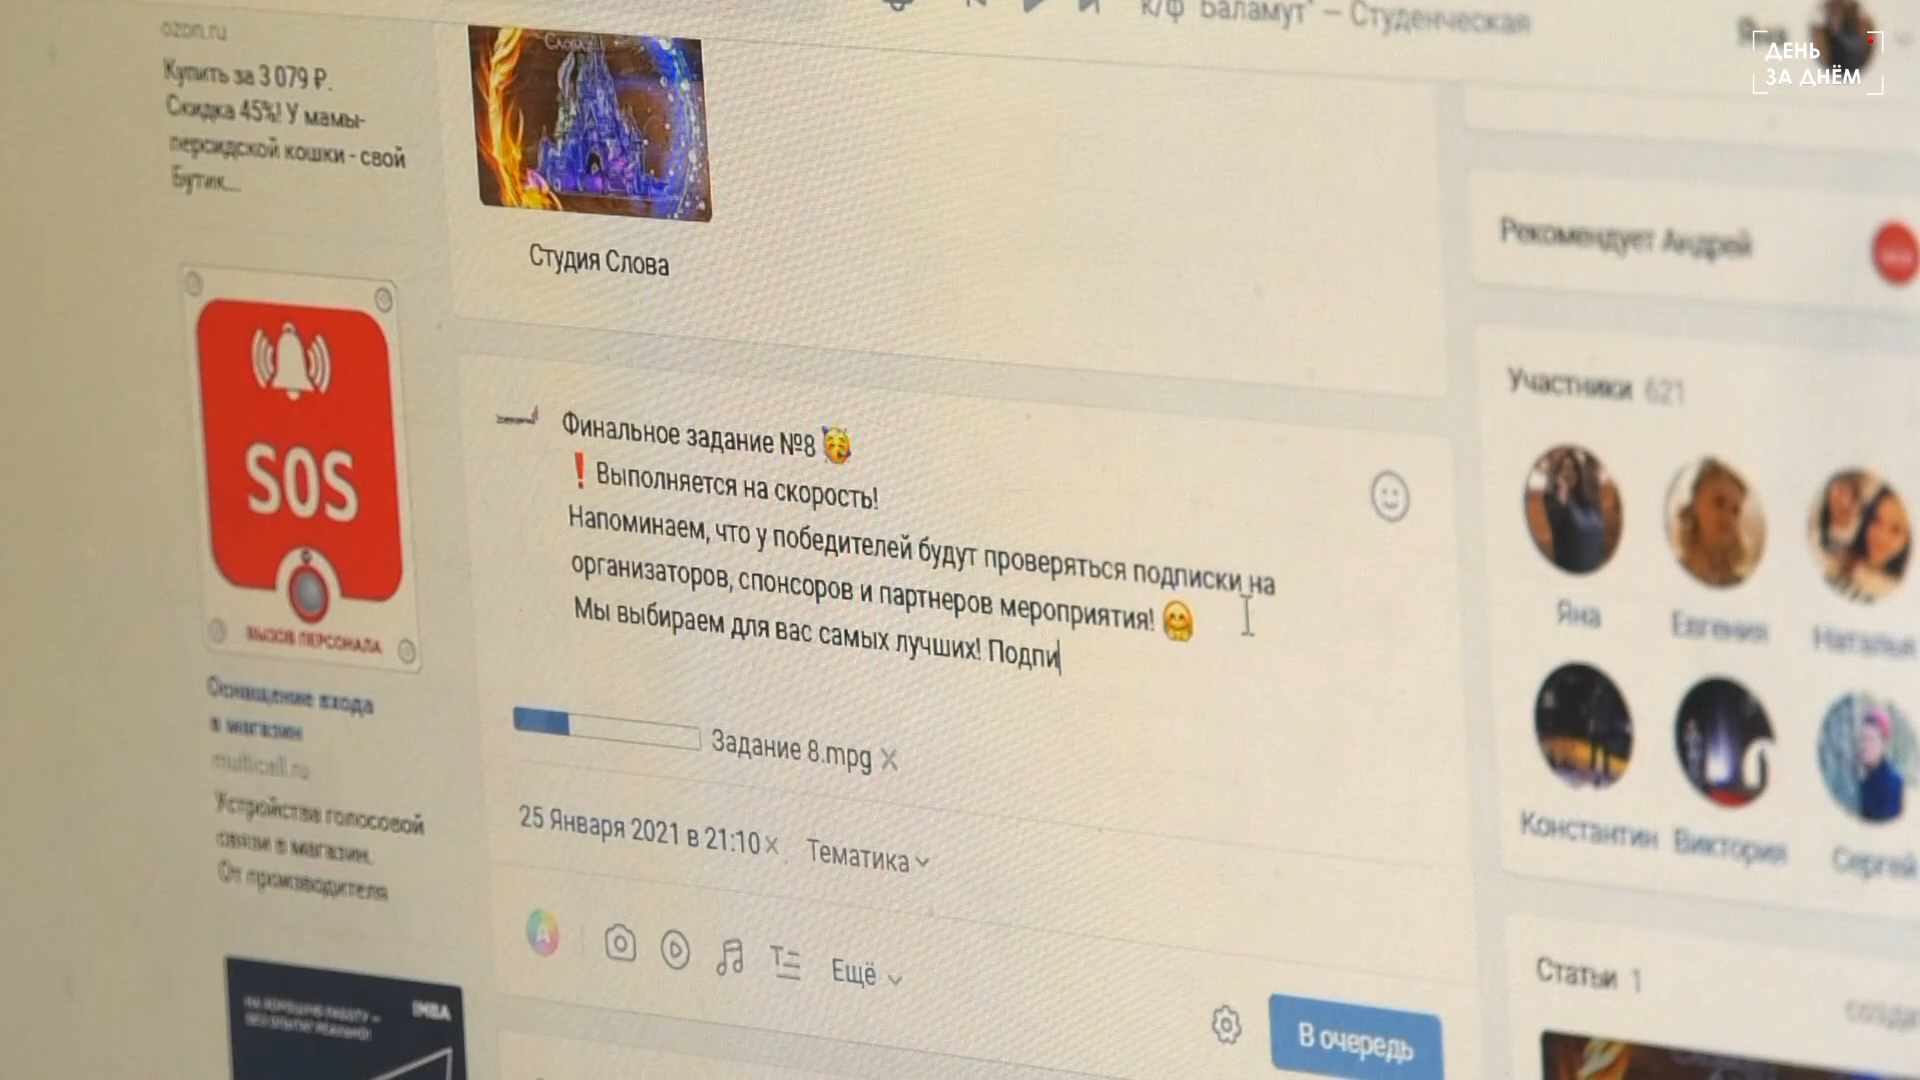 к/ф "Баламут" – Студенческая
Яна
ДЕНЬ
ЗА ДНЁМ
ozon.ru
Купить за 3 079 ₽.
Скидка 45%! У мамы-
персидской кошки - свой
Бутик...
Студия Слова
SOS
ВЫЗОВ ПЕРСОНАЛА
Оснащение входа
в магазин
multicall.ru
Устройства голосовой
связи в магазин.
От производителя
IMBA
Финальное задание №8 🥳
❗ Выполняется на скорость!
Напоминаем, что у победителей будут проверяться подписки на
организаторов, спонсоров и партнеров мероприятия! 🤗
Мы выбираем для вас самых лучших! Подпи
Задание 8.mpg
25 Января 2021 в 21:10
Тематика
Ещё
В очередь
Рекомендует Андрей
Участники 621
Яна
Евгения
Наталья
Константин
Виктория
Сергей
Статьи 1